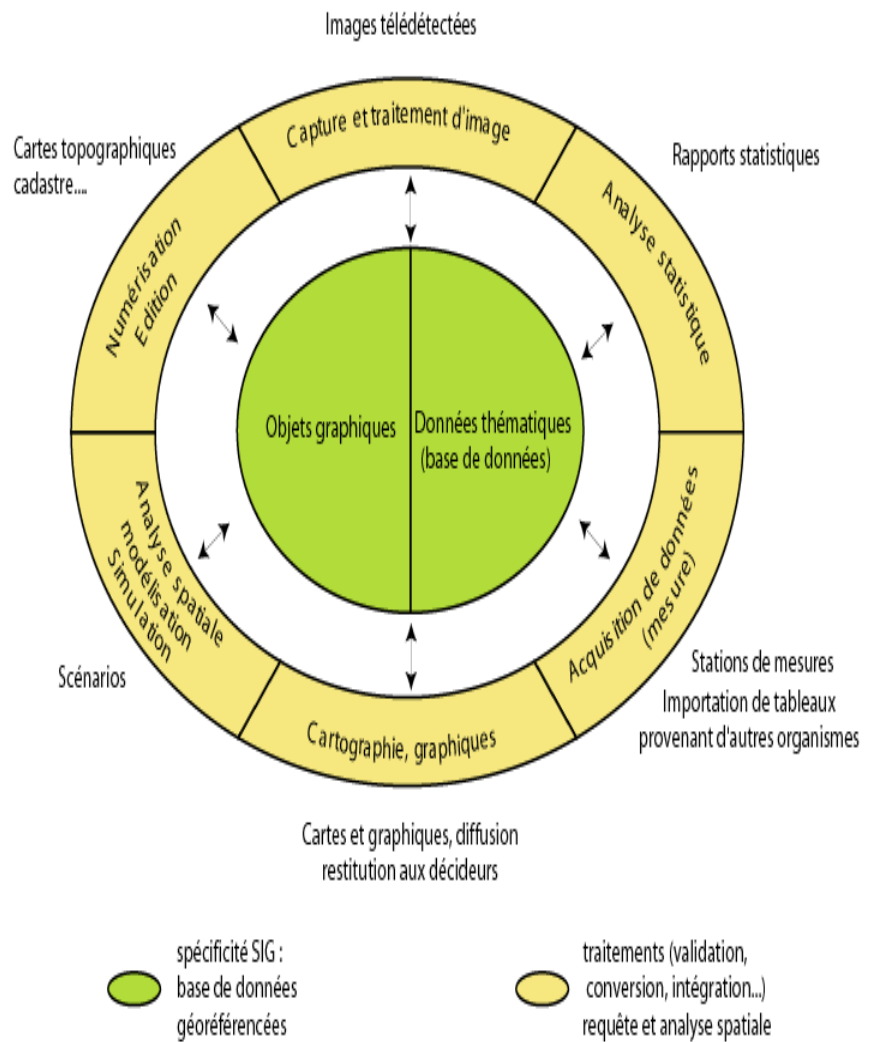 Images télédétectées
Capture et traitement d'image
Cartes topographiques
cadastre....
Rapports statistiques
Numérisation
Edition
Analyse statistique
Objets graphiques
Données thématiques
(base de données)
Analyse spatiale
modélisation
Simulation
Acquisition de données
(mesure)
Scénarios
Stations de mesures
Importation de tableaux
provenant d'autres organismes
Cartographie, graphiques
Cartes et graphiques, diffusion
restitution aux décideurs
spécificité SIG :
base de données
géoréférencées
traitements (validation,
conversion, intégration...)
requête et analyse spatiale